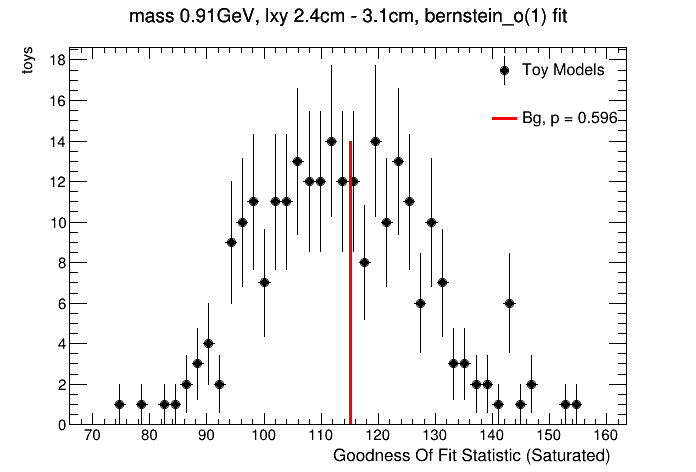 mass 0.91GeV, lxy 2.4cm - 3.1cm, bernstein_o(1) fit
toys
18
16
14
12
10
8
6
4
2
0
Toy Models
Bg, p = 0.596
70 80 90 100 110 120 130 140 150 160
Goodness Of Fit Statistic (Saturated)